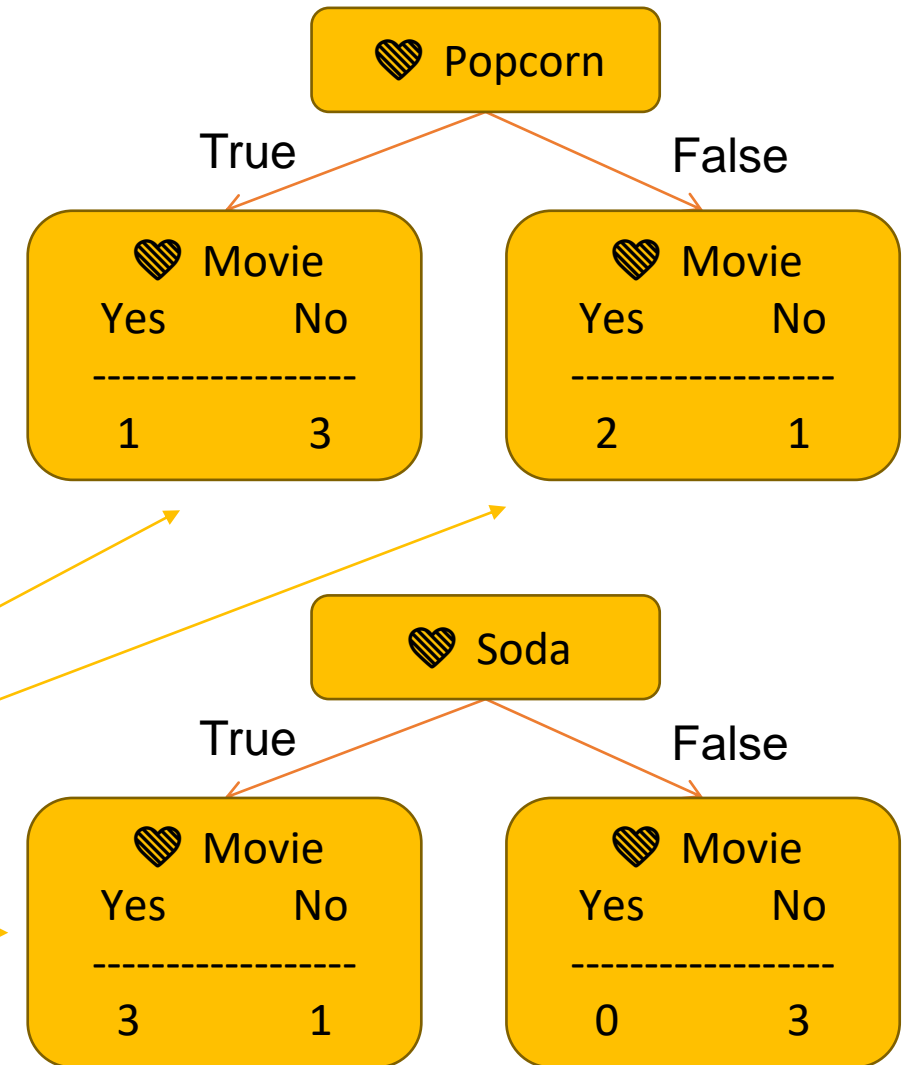 Popcorn
True False
Movie Movie
Yes No Yes No
------------------ ------------------
1 3 2 1
Soda
True False
Movie Movie
Yes No Yes No
------------------ ------------------
3 1 0 3